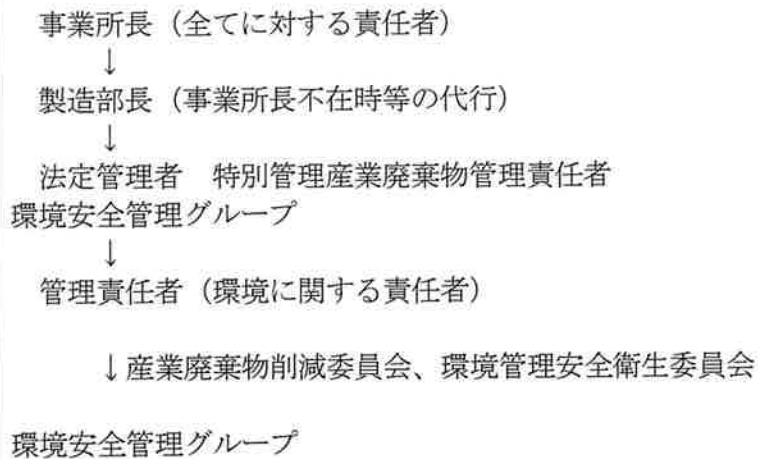 事業所長（全てに対する責任者）
↓
製造部長（事業所長不在時等の代行）
↓
法定管理者　特別管理産業廃棄物管理責任者
環境安全管理グループ
↓
管理責任者（環境に関する責任者）
↓産業廃棄物削減委員会、環境管理安全衛生委員会
環境安全管理グループ